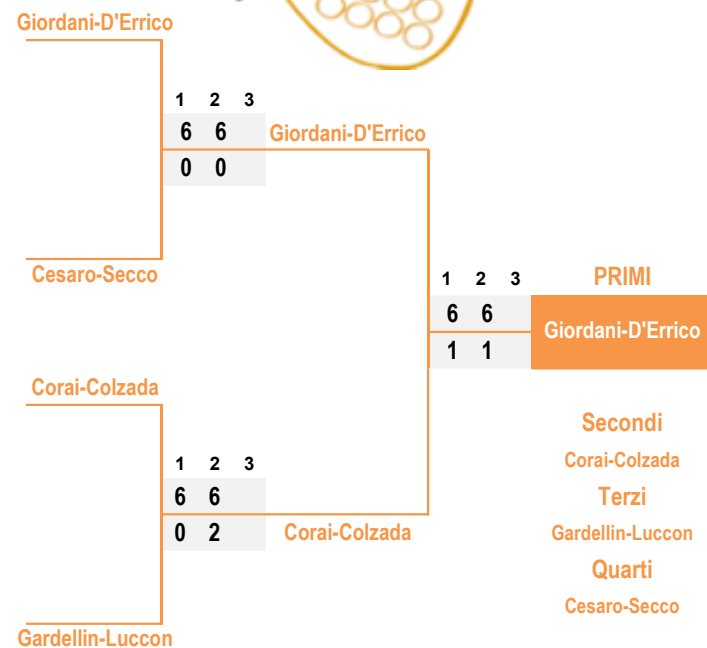 Giordani-D'Errico
1 2 3
6 6
Giordani-D'Errico
0 0
Cesaro-Secco
1 2 3
PRIMI
6 6
Giordani-D'Errico
1 1
Corai-Colzada
Secondi
1 2 3
Corai-Colzada
6 6
Terzi
0 2
Corai-Colzada
Gardellin-Luccon
Quarti
Cesaro-Secco
Gardellin-Luccon